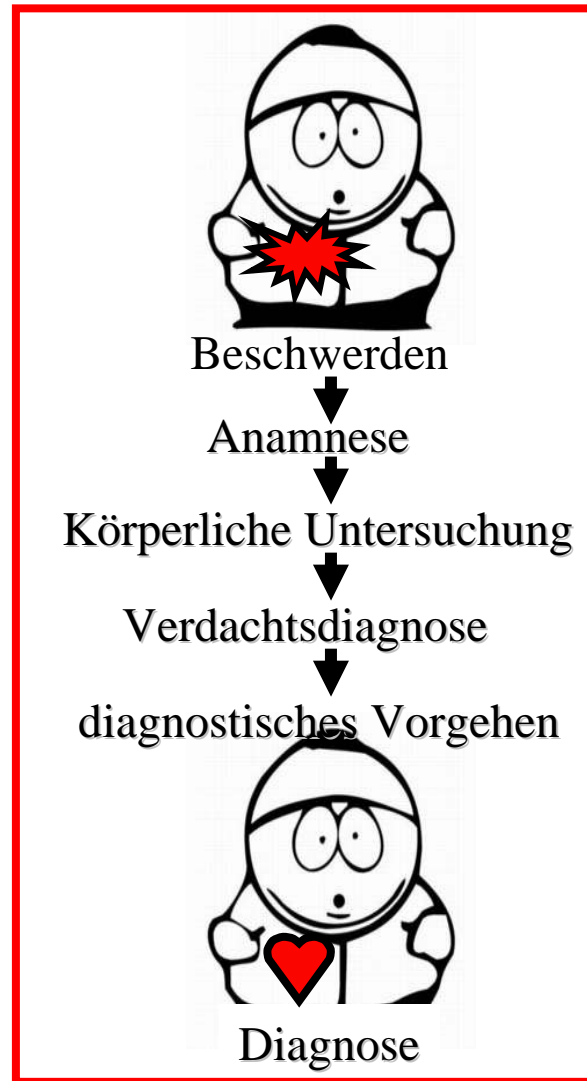 Beschwerden
Anamnese
Körperliche Untersuchung
Verdachtsdiagnose
diagnostisches Vorgehen
Diagnose